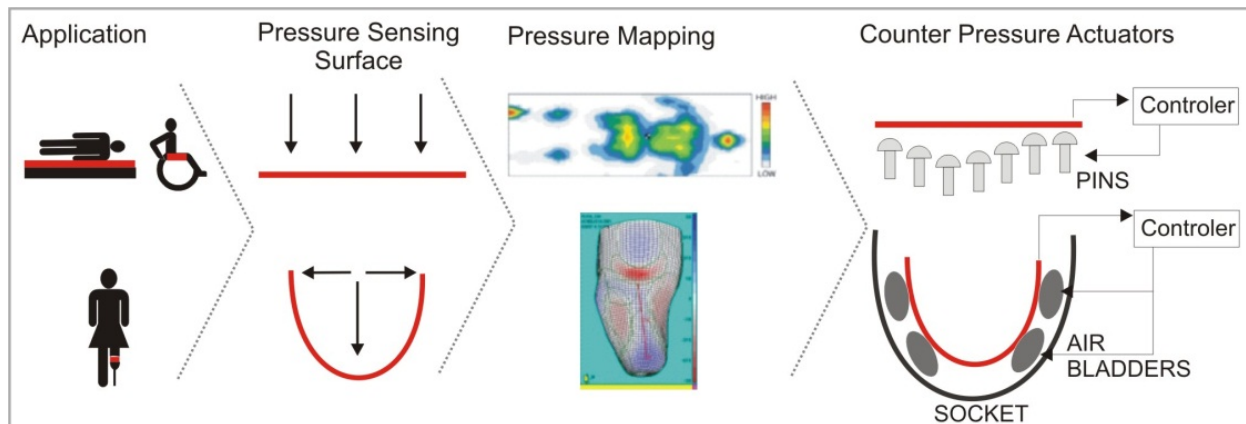 Application
Pressure Sensing
Surface
Pressure Mapping
Counter Pressure Actuators
HIGH
LOW
Controler
PINS
Controler
AIR
BLADDERS
SOCKET